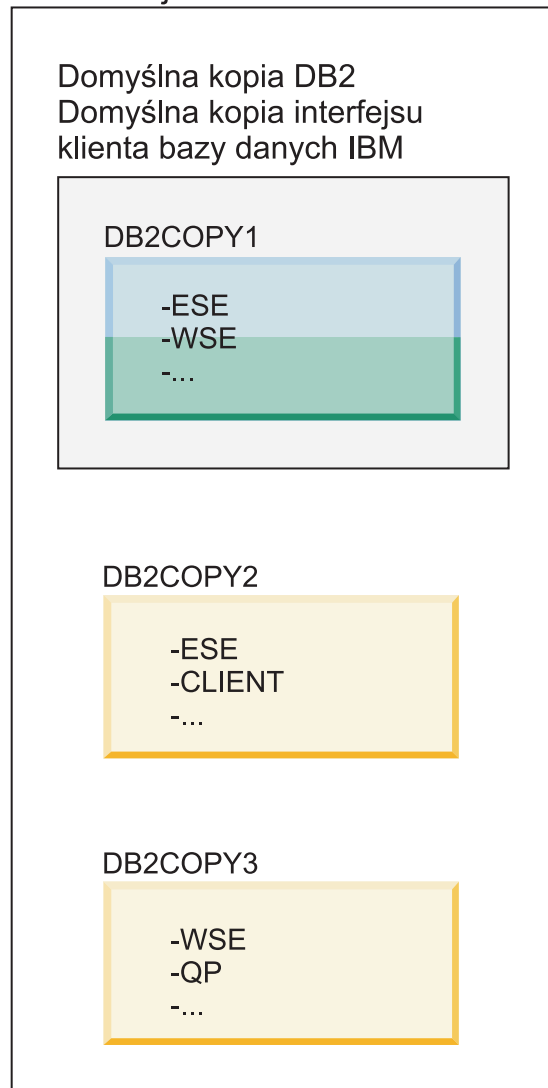 Domyślna kopia DB2
Domyślna kopia interfejsu
klienta bazy danych IBM
DB2COPY1
-ESE
-WSE
-...
DB2COPY2
-ESE
-CLIENT
-...
DB2COPY3
-WSE
-QP
-...